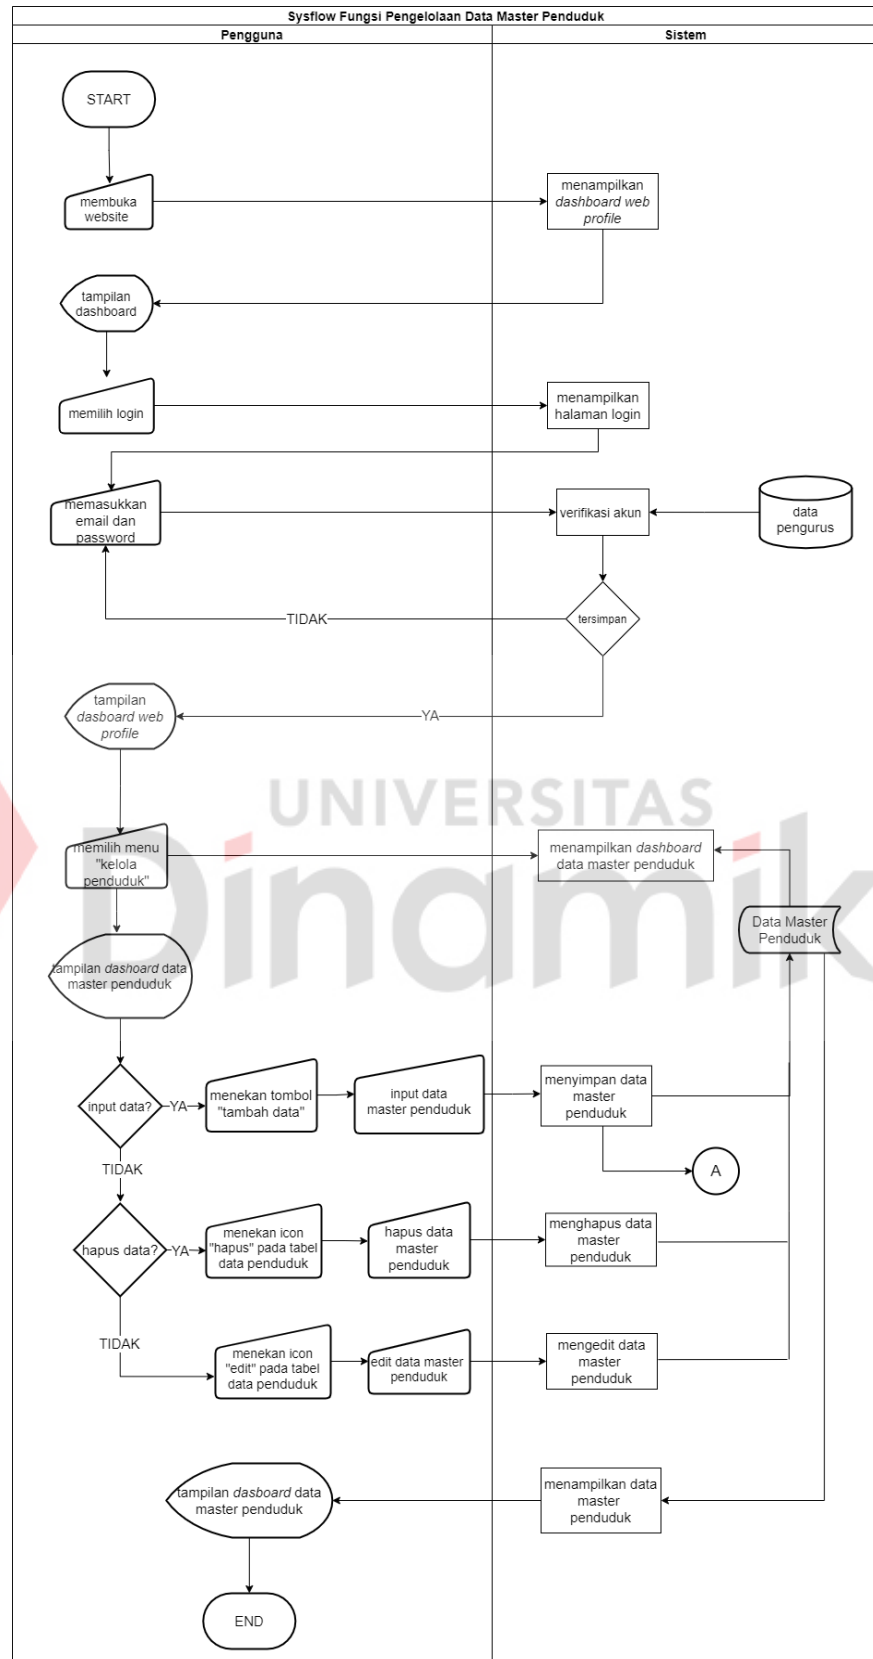 Sysflow Fungsi Pengelolaan Data Master Penduduk
Pengguna
Sistem
START
membuka
website
menampilkan
dashboard web
profile
tampilan
dashboard
memilih login
menampilkan
halaman login
memasukkan
email dan
password
verifikasi akun
data
pengurus
tersimpan
TIDAK
YA
tampilan
dasboard web
profile
UNIVERSITAS
Dinamika
memilih menu
"kelola
penduduk"
menampilkan dashboard
data master penduduk
Data Master
Penduduk
tampilan dashoard data
master penduduk
input data?
YA
menekan tombol
"tambah data"
input data
master penduduk
menyimpan data
master
penduduk
A
TIDAK
hapus data?
YA
menekan icon
"hapus" pada tabel
data penduduk
hapus data
master
penduduk
menghapus data
master
penduduk
TIDAK
menekan icon
"edit" pada tabel
data penduduk
edit data master
penduduk
mengedit data
master
penduduk
tampilan dasboard data
master penduduk
menampilkan data
master
penduduk
END